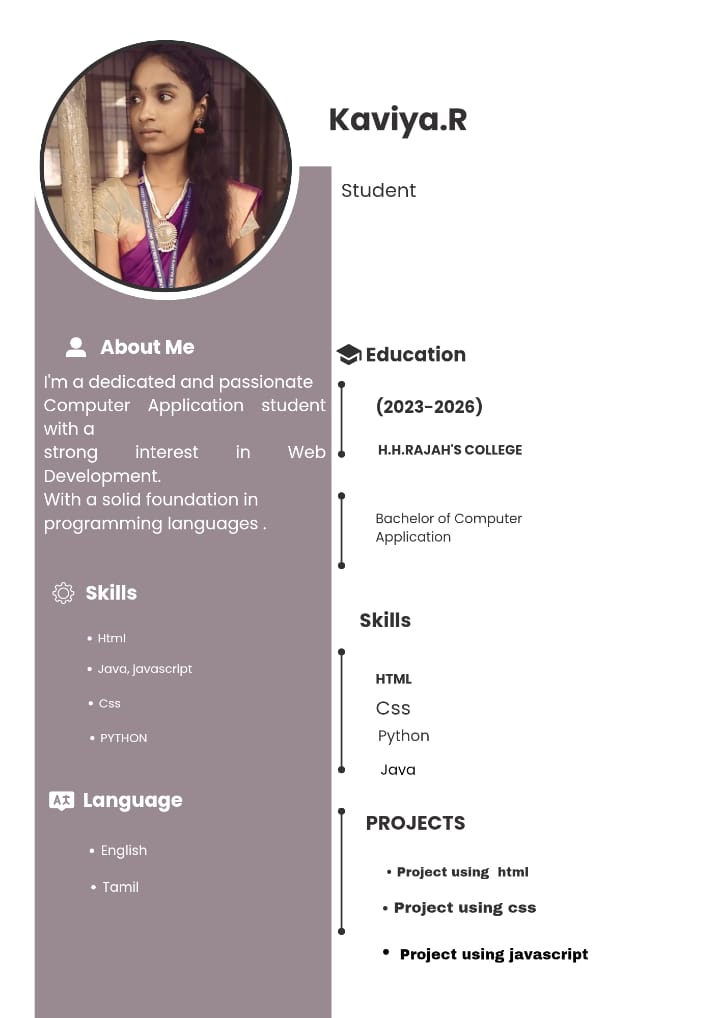 Kaviya.R
Student
About Me
I'm a dedicated and passionate
Computer Application student
with a
strong interest in Web
Development.
With a solid foundation in
programming languages .
Skills
Html
Java, javascript
Css
PYTHON
Language
English
Tamil
Education
(2023-2026)
H.H.RAJAH'S COLLEGE
Bachelor of Computer
Application
Skills
HTML
Css
Python
Java
PROJECTS
Project using html
Project using css
Project using javascript